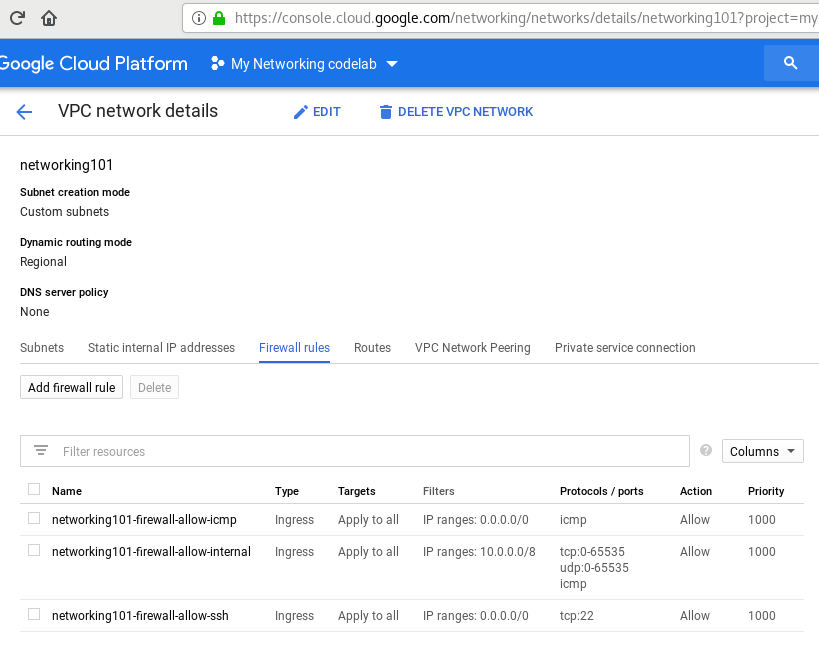 https://console.cloud.google.com/networking/networks/details/networking101?project=my
Google Cloud Platform My Networking codelab
VPC network details EDIT DELETE VPC NETWORK
networking101
Subnet creation mode
Custom subnets
Dynamic routing mode
Regional
DNS server policy
None
Subnets Static internal IP addresses Firewall rules Routes VPC Network Peering Private service connection
Add firewall rule Delete
Filter resources ? Columns
Name Type Targets Filters Protocols / ports Action Priority
networking101-firewall-allow-icmp Ingress Apply to all IP ranges: 0.0.0.0/0 icmp Allow 1000
networking101-firewall-allow-internal Ingress Apply to all IP ranges: 10.0.0.0/8 tcp:0-65535 Allow 1000
udp:0-65535
icmp
networking101-firewall-allow-ssh Ingress Apply to all IP ranges: 0.0.0.0/0 tcp:22 Allow 1000